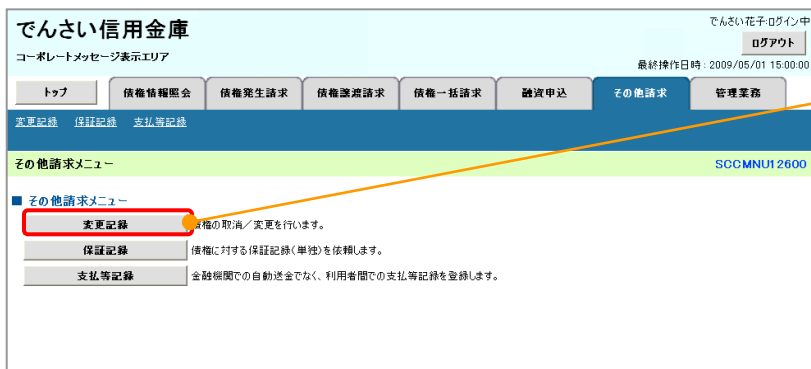 でんさい信用金庫
でんさい花子:ログイン中
ログアウト
コーポレートメッセージ表示エリア
最終操作日時:2009/05/01 15:00:00
トップ 債権情報照会 債権発生請求 債権譲渡請求 債権一括請求 融資申込 その他請求 管理業務
変更記録 保証記録 支払等記録
その他請求メニュー SCCMNU12600
■ その他請求メニュー
変更記録 債権の取消/変更を行います。
保証記録 債権に対する保証記録(単独)を依頼します。
支払等記録 金融機関での自動送金でなく、利用者間での支払等記録を登録します。